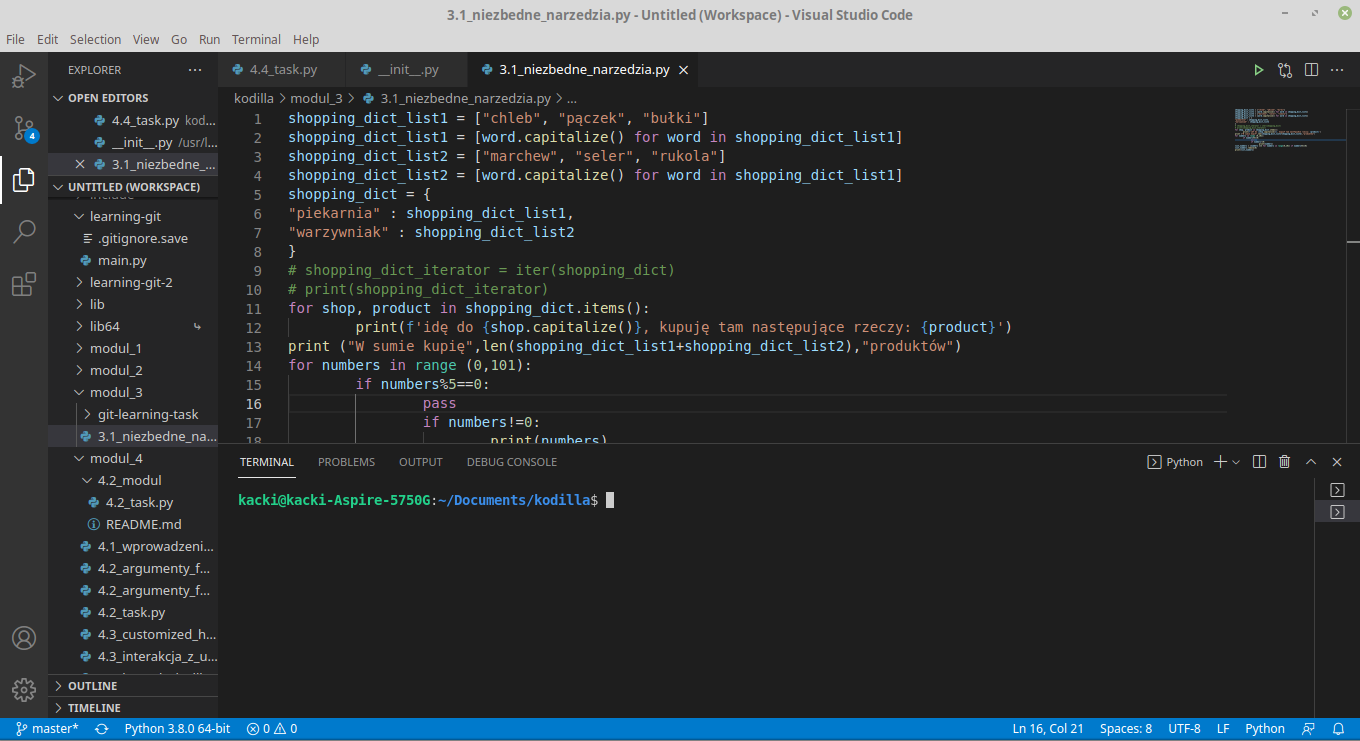 3.1_niezbedne_narzedzia.py - Untitled (Workspace) - Visual Studio Code
File Edit Selection View Go Run Terminal Help
EXPLORER
OPEN EDITORS
4.4_task.py kod...
__init__.py /usr/l...
3.1_niezbedne_...
UNTITLED (WORKSPACE)
learning-git
.gitignore.save
main.py
learning-git-2
lib
lib64
modul_1
modul_2
modul_3
git-learning-task
3.1_niezbedne_na...
modul_4
4.2_modul
4.2_task.py
README.md
4.1_wprowadzeni...
4.2_argumenty_f...
4.2_argumenty_f...
4.2_task.py
4.3_customized_h...
4.3_interakcja_z_u...
OUTLINE
TIMELINE
4
4.4_task.py __init__.py 3.1_niezbedne_narzedzia.py
kodilla > modul_3 > 3.1_niezbedne_narzedzia.py > ...
1 shopping_dict_list1 = ["chleb", "pączek", "bułki"]
2 shopping_dict_list1 = [word.capitalize() for word in shopping_dict_list1]
3 shopping_dict_list2 = ["marchew", "seler", "rukola"]
4 shopping_dict_list2 = [word.capitalize() for word in shopping_dict_list1]
5 shopping_dict = {
6 "piekarnia" : shopping_dict_list1,
7 "warzywniak" : shopping_dict_list2
8 }
9 # shopping_dict_iterator = iter(shopping_dict)
10 # print(shopping_dict_iterator)
11 for shop, product in shopping_dict.items():
12 print(f'idę do {shop.capitalize()}, kupuję tam następujące rzeczy: {product}')
13 print ("W sumie kupię",len(shopping_dict_list1+shopping_dict_list2),"produktów")
14 for numbers in range (0,101):
15 if numbers%5==0:
16 pass
17 if numbers!=0:
18 print(numbers)
TERMINAL PROBLEMS OUTPUT DEBUG CONSOLE
Python
kacki@kacki-Aspire-5750G:~/Documents/kodilla$
master* Python 3.8.0 64-bit 0 0 Ln 16, Col 21 Spaces: 8 UTF-8 LF Python